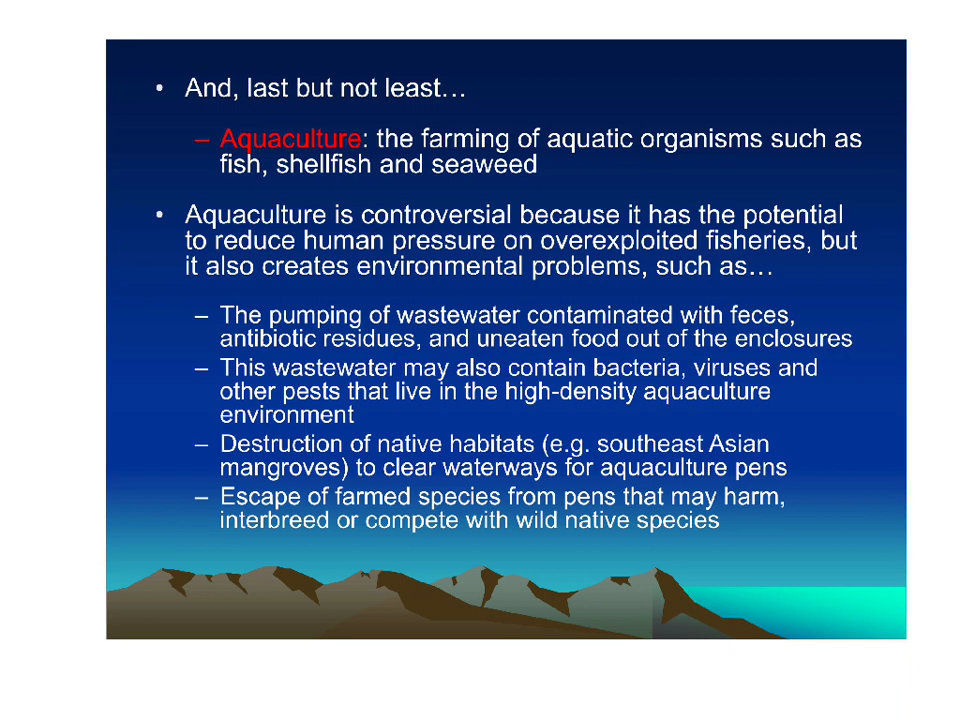 • And, last but not least…
– Aquaculture: the farming of aquatic organisms such as
fish, shellfish and seaweed
• Aquaculture is controversial because it has the potential
to reduce human pressure on overexploited fisheries, but
it also creates environmental problems, such as…
– The pumping of wastewater contaminated with feces,
antibiotic residues, and uneaten food out of the enclosures
– This wastewater may also contain bacteria, viruses and
other pests that live in the high-density aquaculture
environment
– Destruction of native habitats (e.g. southeast Asian
mangroves) to clear waterways for aquaculture pens
– Escape of farmed species from pens that may harm,
interbreed or compete with wild native species